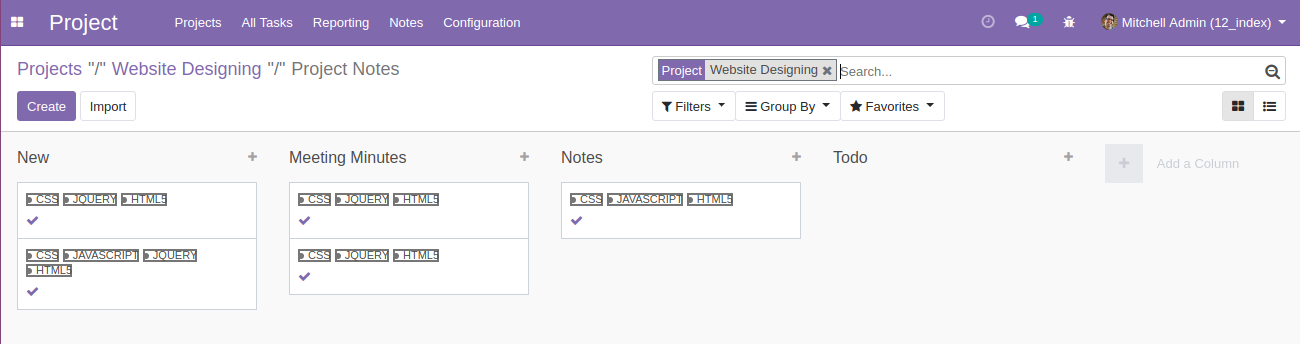 Project Projects All Tasks Reporting Notes Configuration 1 Mitchell Admin (12_index)
Projects "/" Website Designing "/" Project Notes
Project Website Designing Search...
Create Import Filters Group By Favorites
New Meeting Minutes Notes Todo Add a Column
CSS JQUERY HTML5 CSS JQUERY HTML5 CSS JAVASCRIPT HTML5
CSS JAVASCRIPT JQUERY CSS JQUERY HTML5
HTML5